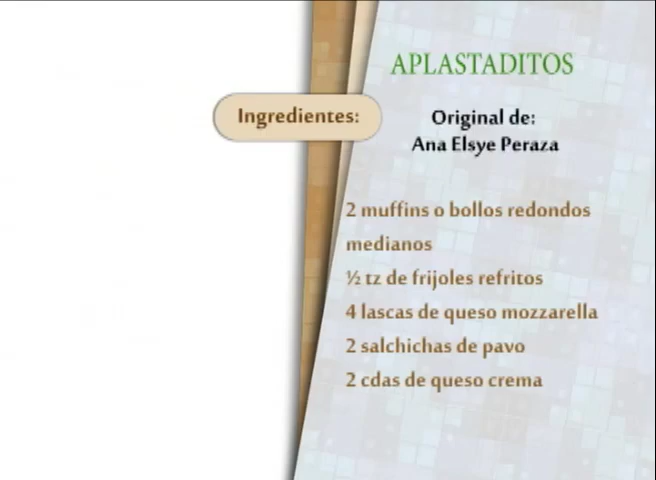 APLASTADITOS
Ingredientes:
Original de:
Ana Elsye Peraza
2 muffins o bollos redondos
medianos
½ tz de frijoles refritos
4 lascas de queso mozzarella
2 salchichas de pavo
2 cdas de queso crema